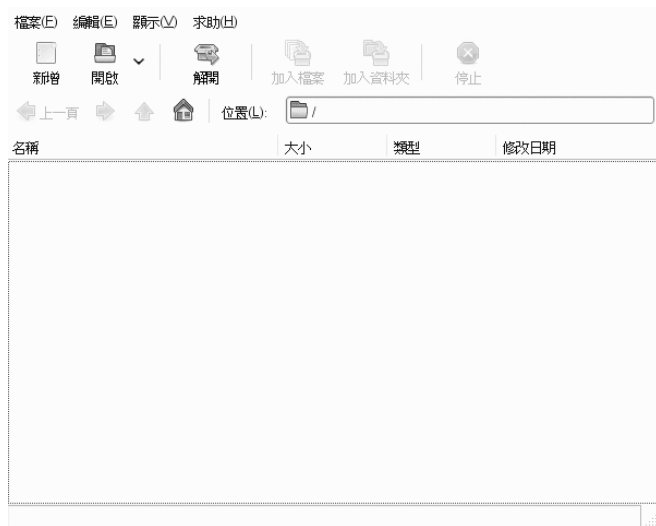 檔案(F) 編輯(E) 顯示(V) 求助(H)
新增 開啟 解開 加入檔案 加入資料夾 停止
上一頁 位置(L): /
名稱 大小 類型 修改日期